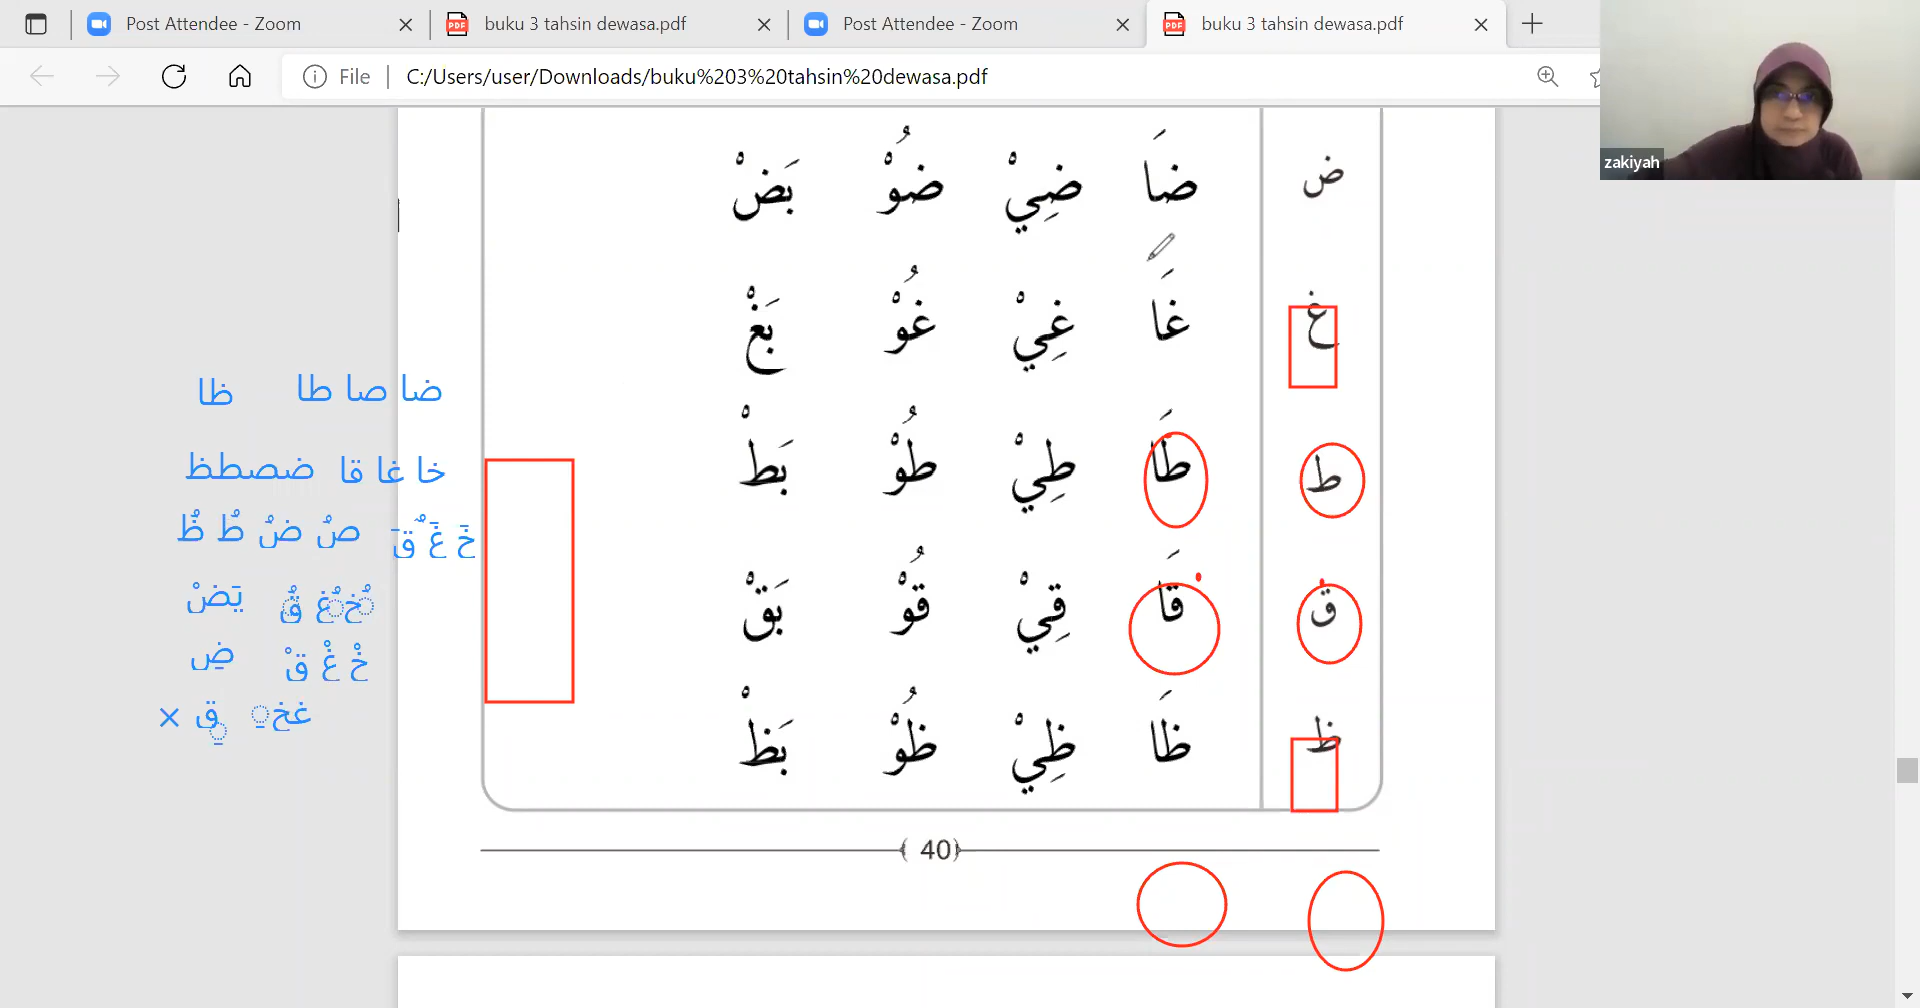 Post Attendee - Zoom
buku 3 tahsin dewasa.pdf
Post Attendee - Zoom
buku 3 tahsin dewasa.pdf
File
C:/Users/user/Downloads/buku%203%20tahsin%20dewasa.pdf
zakiyah
ض ضَا ضِيْ ضُوْ بَضْ
غ غَا غِيْ غُوْ بَغْ
ط طَا طِيْ طُوْ بَطْ
ق قَا قِيْ قُوْ بَقْ
ظ ظَا ظِيْ ظُوْ بَظْ
40
ضا صا طا ظا
خا غا قا ضصطظ
صُ ضُ طُ ظُ
يَضْ
خْ غْ قْ ضِ
×